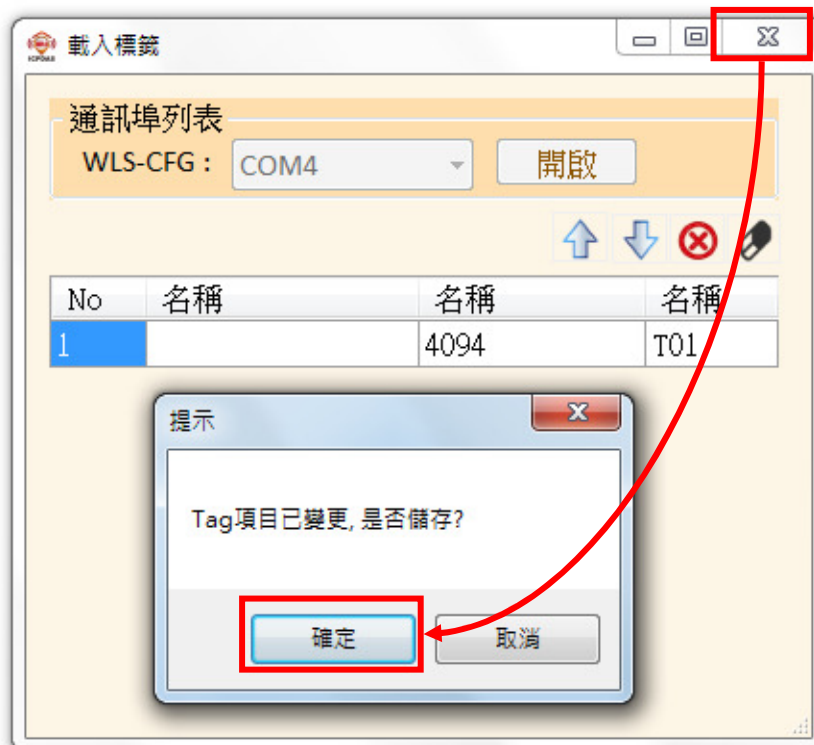 載入標籤
通訊埠列表
WLS-CFG : COM4 開啟
No 名稱 名稱 名稱
1 4094 T01
提示
Tag項目已變更, 是否儲存?
確定 取消